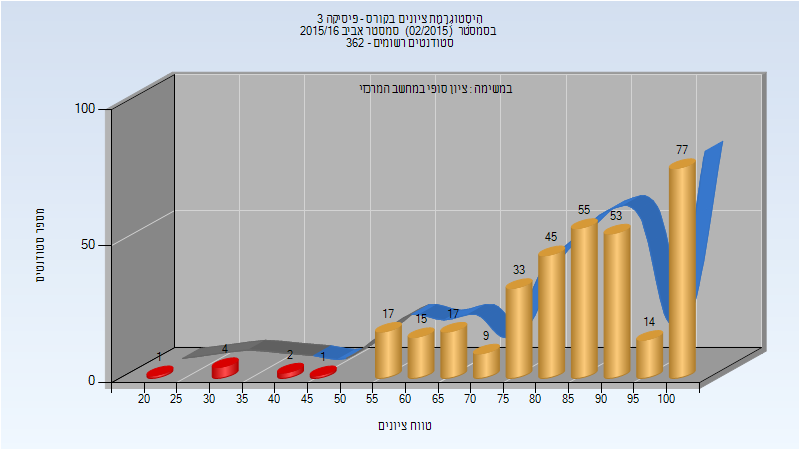 היסטוגרמת ציונים בקורס - פיסיקה 3
בסמסטר (02/2015) סמסטר אביב 2015/16
סטודנטים רשומים - 362
במשימה : ציון סופי במחשב המרכזי
100
50
0
מספר סטודנטים
1
4
2
1
17
15
17
9
33
45
55
53
14
77
20 25 30 35 40 45 50 55 60 65 70 75 80 85 90 95 100
טווח ציונים